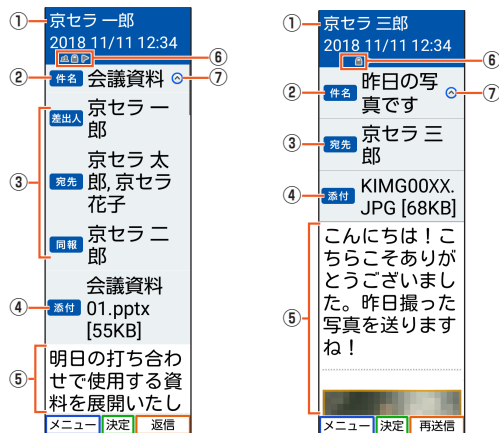 ①
京セラ 一郎
2018 11/11 12:34
⑥
②
件名 会議資料
⑦
③
差出人 京セラ 一
郎
宛先 京セラ 太
郎, 京セラ
花子
同報 京セラ 二
郎
④
添付 会議資料
01.pptx
[55KB]
⑤
明日の打ち合わ
せで使用する資
料を展開いたし
メニュー 決定 返信
①
京セラ 三郎
2018 11/11 12:34
⑥
②
件名 昨日の写
真です
⑦
③
宛先 京セラ 三
郎
④
添付 KIMG00XX.
JPG [68KB]
⑤
こんにちは！こ
ちらこそありが
とうございまし
た。昨日撮った
写真を送ります
ね！
メニュー 決定 再送信